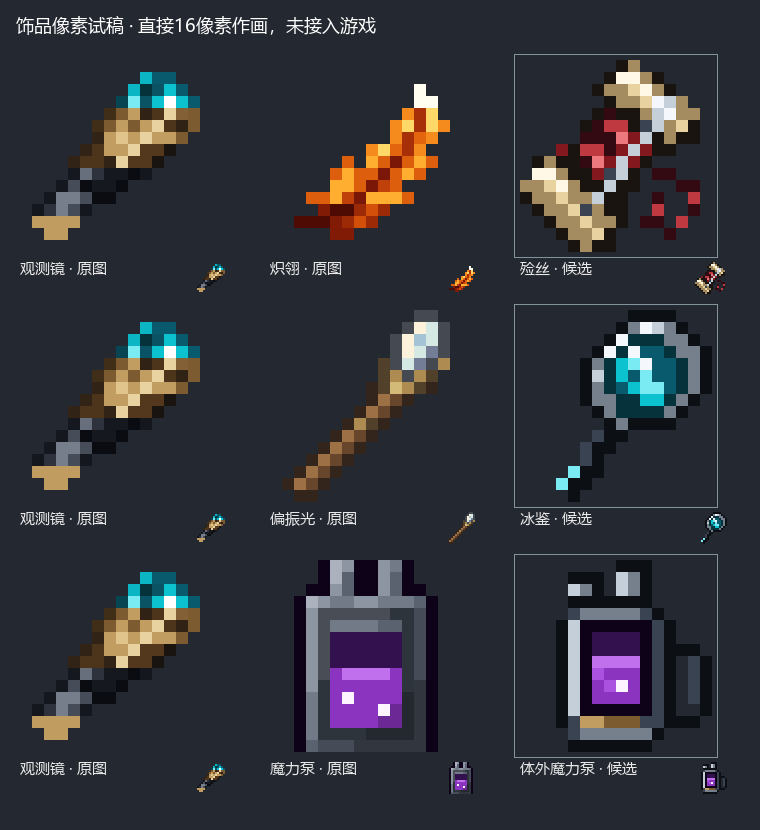 饰品像素试稿 · 直接16像素作画，未接入游戏
观测镜 · 原图
炽翎 · 原图
殓丝 · 候选
观测镜 · 原图
偏振光 · 原图
冰鉴 · 候选
观测镜 · 原图
魔力泵 · 原图
体外魔力泵 · 候选